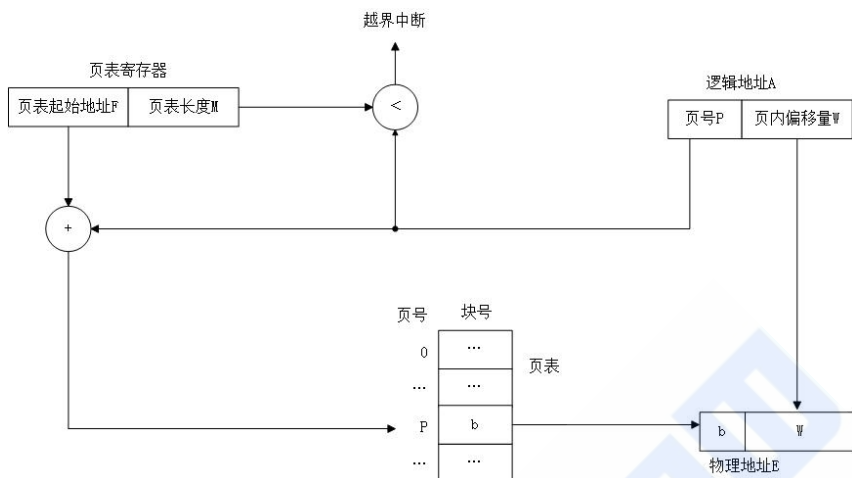 越界中断
页表寄存器
页表起始地址F 页表长度M
<
逻辑地址A
页号P 页内偏移量W
+
页号 块号
0 …
… …
P b
… …
页表
b W
物理地址E